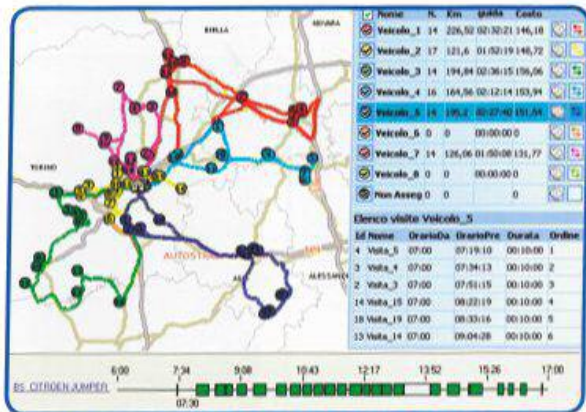 BIELLA
NOVARA
TORINO
AUTOSTRA
ALESSAND
Nome N. Km guida Costo
Veicolo_1 14 226,52 02:32:21 146,18
Veicolo_2 17 121,6 01:52:19 148,72
Veicolo_3 14 194,84 02:36:15 156,06
Veicolo_4 16 164,56 02:12:14 153,94
Veicolo_5 14 195,2 02:27:40 151,64
Veicolo_6 0 0 00:00:00 0
Veicolo_7 14 126,06 01:50:08 131,77
Veicolo_8 0 0 00:00:00 0
Non Asseg 0 0 0
Elenco visite Veicolo_5
Id Nome OrarioDa OrarioPre Durata Ordine
4 Visita_5 07:00 07:19:10 00:10:00 1
3 Visita_4 07:00 07:34:13 00:10:00 2
2 Visita_3 07:00 07:51:15 00:10:00 3
14 Visita_15 07:00 08:22:19 00:10:00 4
18 Visita_19 07:00 08:33:16 00:10:00 5
13 Visita_14 07:00 09:04:28 00:10:00 6
6:00 7:34 9:08 10:43 12:17 13:52 15:26 17:00
BS_CITROEN JUMPER
07:30